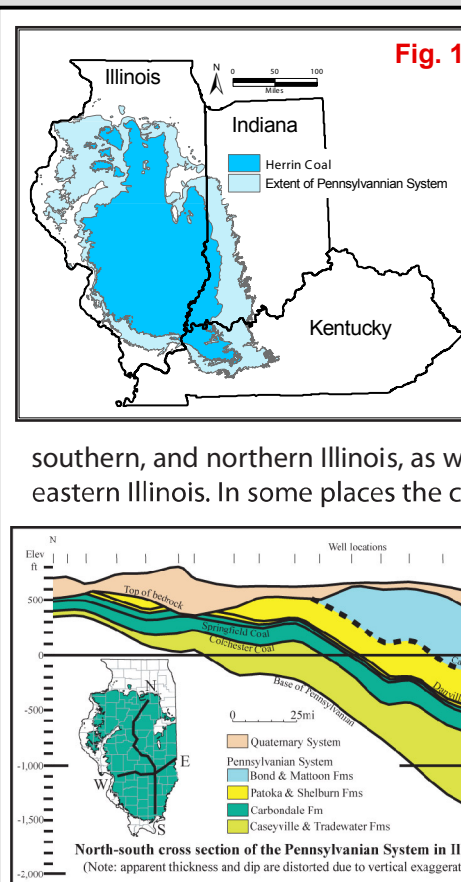 Fig. 1
Illinois
N
0 50 100
Miles
Indiana
Herrin Coal
Extent of Pennsylvannian System
Kentucky
southern, and northern Illinois, as w
eastern Illinois. In some places the c
N
Elev
ft
Well locations
Top of bedrock
500
Springfield Coal
Colchester Coal
0
Ca
Danvill
Base of Pennsylvanian
-500
N
0 25mi
E
W
S
Quaternary System
Pennsylvanian System
Bond & Mattoon Fms
-1,000
Patoka & Shelburn Fms
Carbondale Fm
Caseyville & Tradewater Fms
-1,500
North-south cross section of the Pennsylvanian System in Il
(Note: apparent thickness and dip are distorted due to vertical exaggerat
-2,000